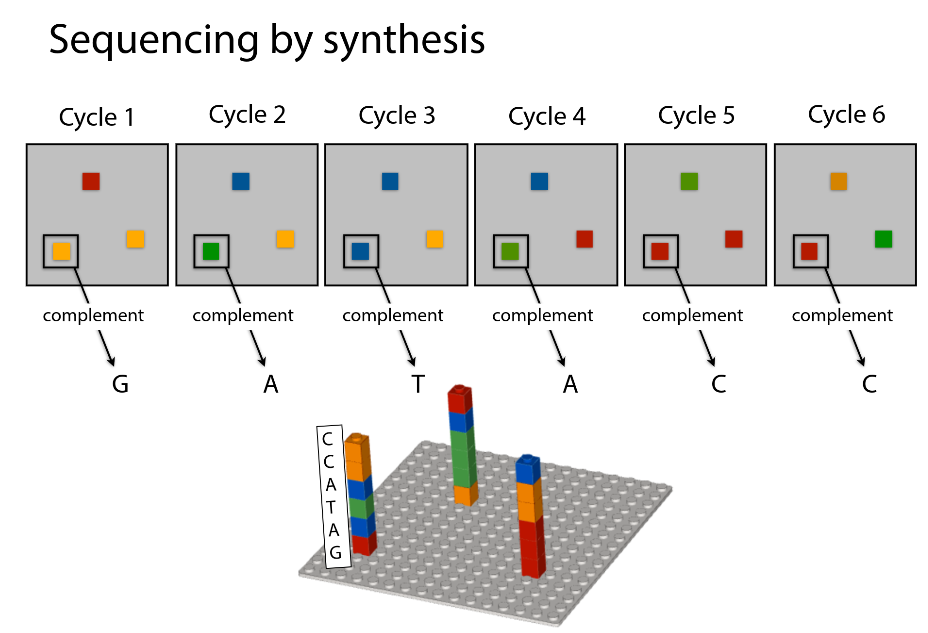 Sequencing by synthesis
Cycle 1 Cycle 2 Cycle 3 Cycle 4 Cycle 5 Cycle 6
complement complement complement complement complement complement
G A T A C C
C
C
A
T
A
G